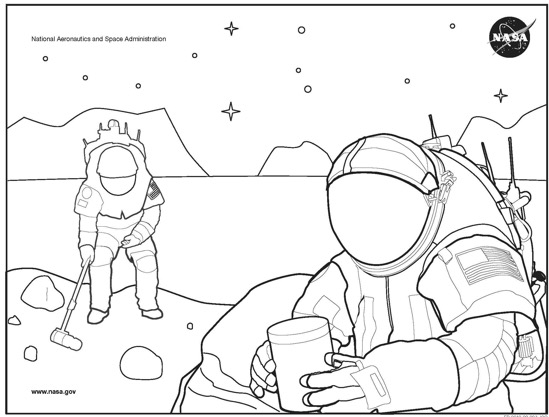 National Aeronautics and Space Administration
NASA
www.nasa.gov